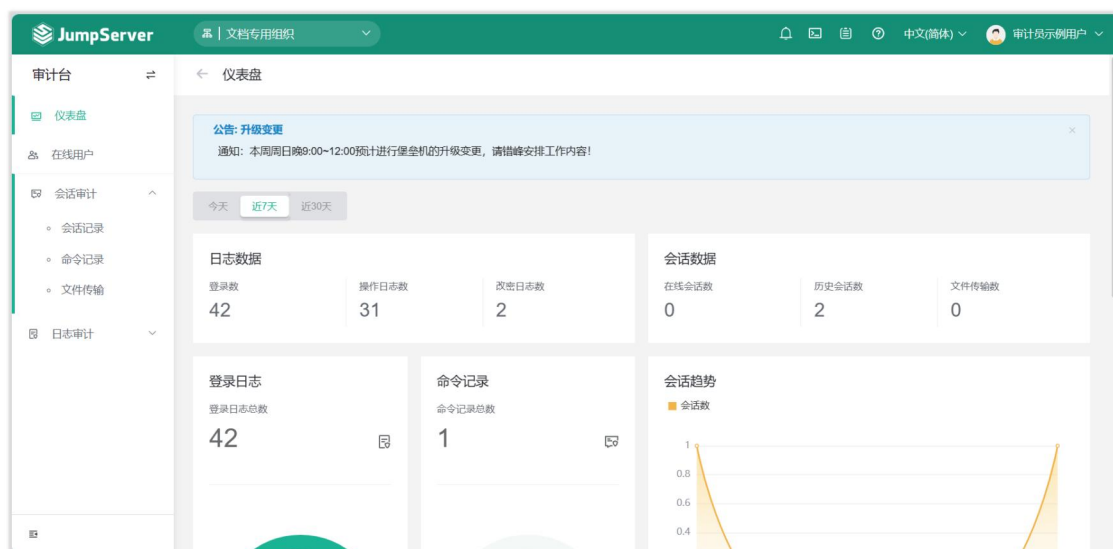 JumpServer
文档专用组织
中文(简体)
审计员示例用户
审计台
仪表盘
仪表盘
在线用户
会话审计
会话记录
命令记录
文件传输
日志审计
公告: 升级变更
通知：本周周日晚9:00~12:00预计进行堡垒机的升级变更，请错峰安排工作内容！
今天
近7天
近30天
日志数据
登录数
操作日志数
改密日志数
42
31
2
会话数据
在线会话数
历史会话数
文件传输数
0
2
0
登录日志
登录日志总数
42
命令记录
命令记录总数
1
会话趋势
会话数
1
0.8
0.6
0.4